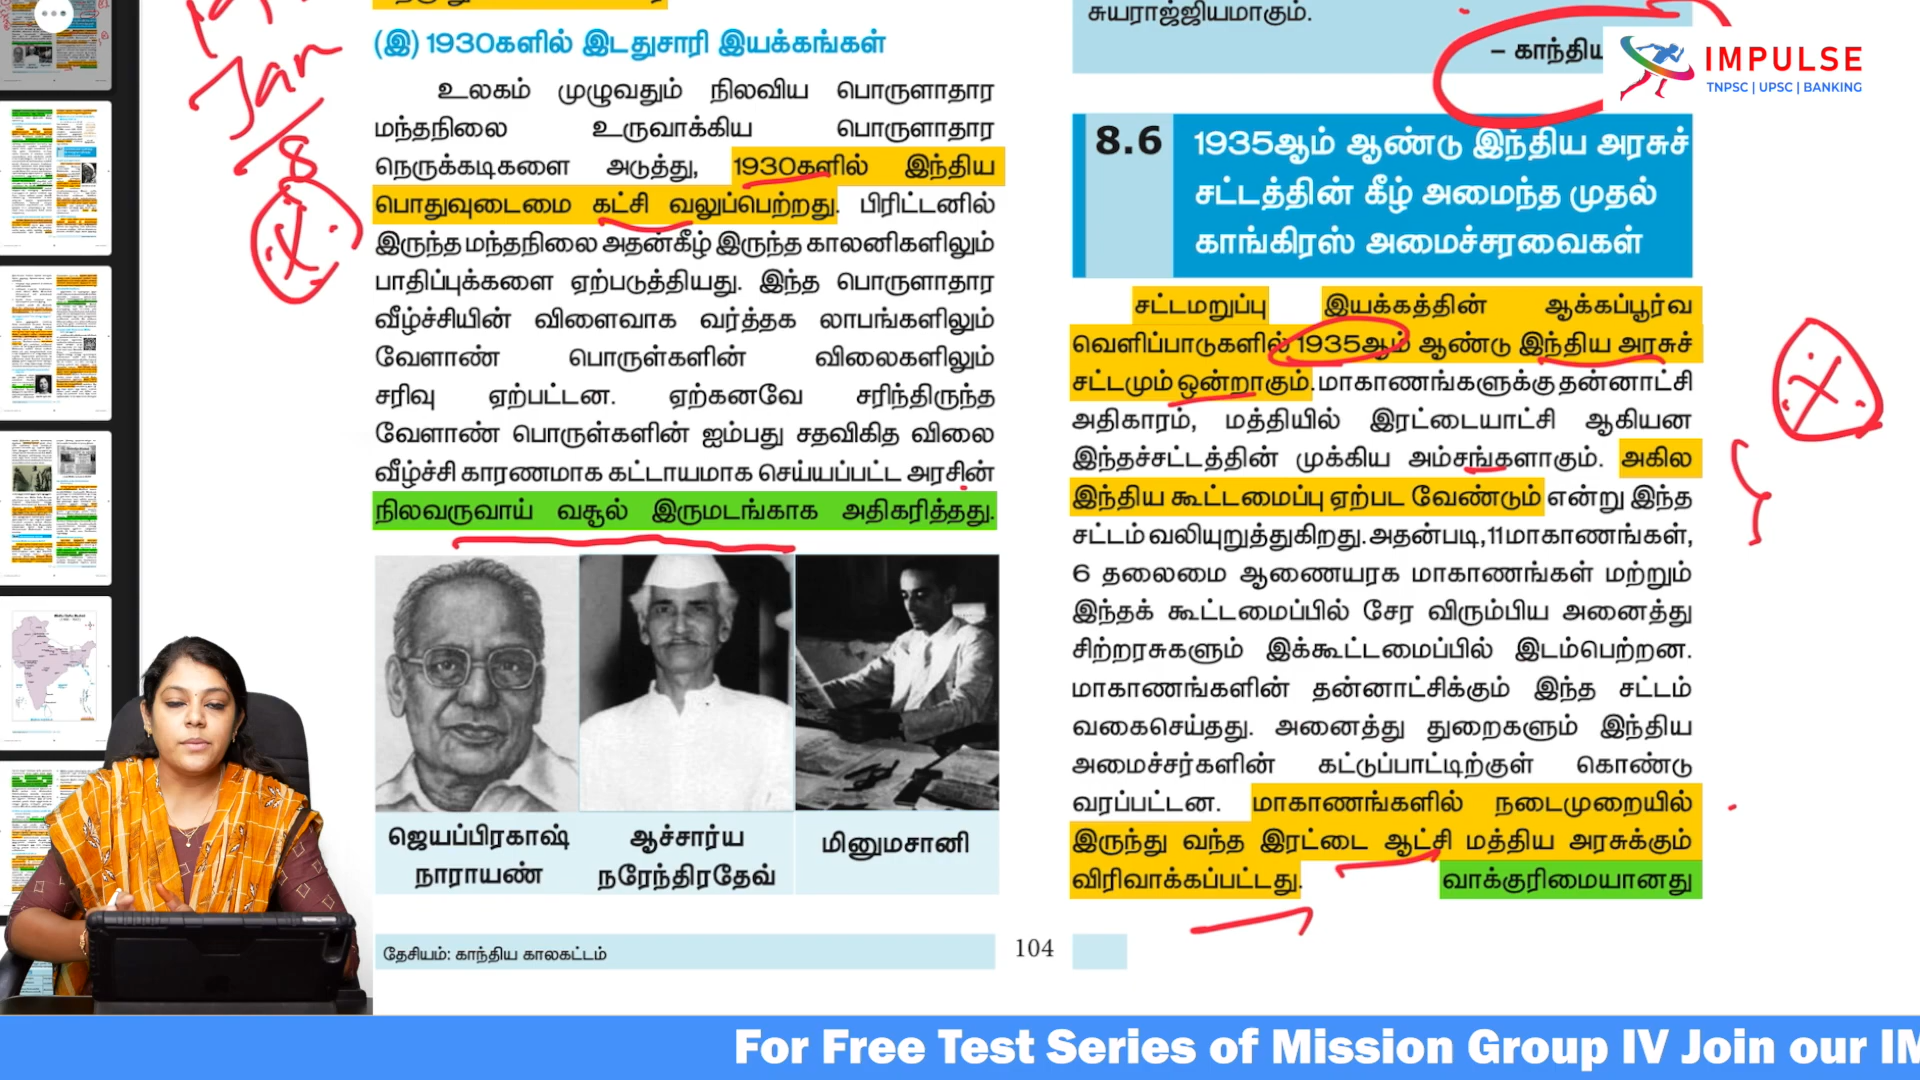 (இ) 1930களில் இடதுசாரி இயக்கங்கள்
உலகம் முழுவதும் நிலவிய பொருளாதார
மந்தநிலை உருவாக்கிய பொருளாதார
நெருக்கடிகளை அடுத்து, 1930களில் இந்திய
பொதுவுடைமை கட்சி வலுப்பெற்றது. பிரிட்டனில்
இருந்த மந்தநிலை அதன்கீழ் இருந்த காலனிகளிலும்
பாதிப்புக்களை ஏற்படுத்தியது. இந்த பொருளாதார
வீழ்ச்சியின் விளைவாக வர்த்தக லாபங்களிலும்
வேளாண் பொருள்களின் விலைகளிலும்
சரிவு ஏற்பட்டன. ஏற்கனவே சரிந்திருந்த
வேளாண் பொருள்களின் ஐம்பது சதவிகித விலை
வீழ்ச்சி காரணமாக கட்டாயமாக செய்யப்பட்ட அரசின்
நிலவருவாய் வசூல் இருமடங்காக அதிகரித்தது.
ஜெயப்பிரகாஷ்
நாராயண்
ஆச்சார்ய
நரேந்திரதேவ்
மினுமசானி
தேசியம்: காந்திய காலகட்டம்
104
Jan
8
சுயராஜ்ஜியமாகும்.
– காந்திய
IMPULSE
TNPSC | UPSC | BANKING
8.6
1935ஆம் ஆண்டு இந்திய அரசுச்
சட்டத்தின் கீழ் அமைந்த முதல்
காங்கிரஸ் அமைச்சரவைகள்
சட்டமறுப்பு இயக்கத்தின் ஆக்கப்பூர்வ
வெளிப்பாடுகளில் 1935ஆம் ஆண்டு இந்திய அரசுச்
சட்டமும் ஒன்றாகும். மாகாணங்களுக்கு தன்னாட்சி
அதிகாரம், மத்தியில் இரட்டையாட்சி ஆகியன
இந்தச்சட்டத்தின் முக்கிய அம்சங்களாகும். அகில
இந்திய கூட்டமைப்பு ஏற்பட வேண்டும் என்று இந்த
சட்டம் வலியுறுத்துகிறது. அதன்படி, 11 மாகாணங்கள்,
6 தலைமை ஆணையரக மாகாணங்கள் மற்றும்
இந்தக் கூட்டமைப்பில் சேர விரும்பிய அனைத்து
சிற்றரசுகளும் இக்கூட்டமைப்பில் இடம்பெற்றன.
மாகாணங்களின் தன்னாட்சிக்கும் இந்த சட்டம்
வகைசெய்தது. அனைத்து துறைகளும் இந்திய
அமைச்சர்களின் கட்டுப்பாட்டிற்குள் கொண்டு
வரப்பட்டன. மாகாணங்களில் நடைமுறையில்
இருந்து வந்த இரட்டை ஆட்சி மத்திய அரசுக்கும்
விரிவாக்கப்பட்டது. வாக்குரிமையானது
For Free Test Series of Mission Group IV Join our